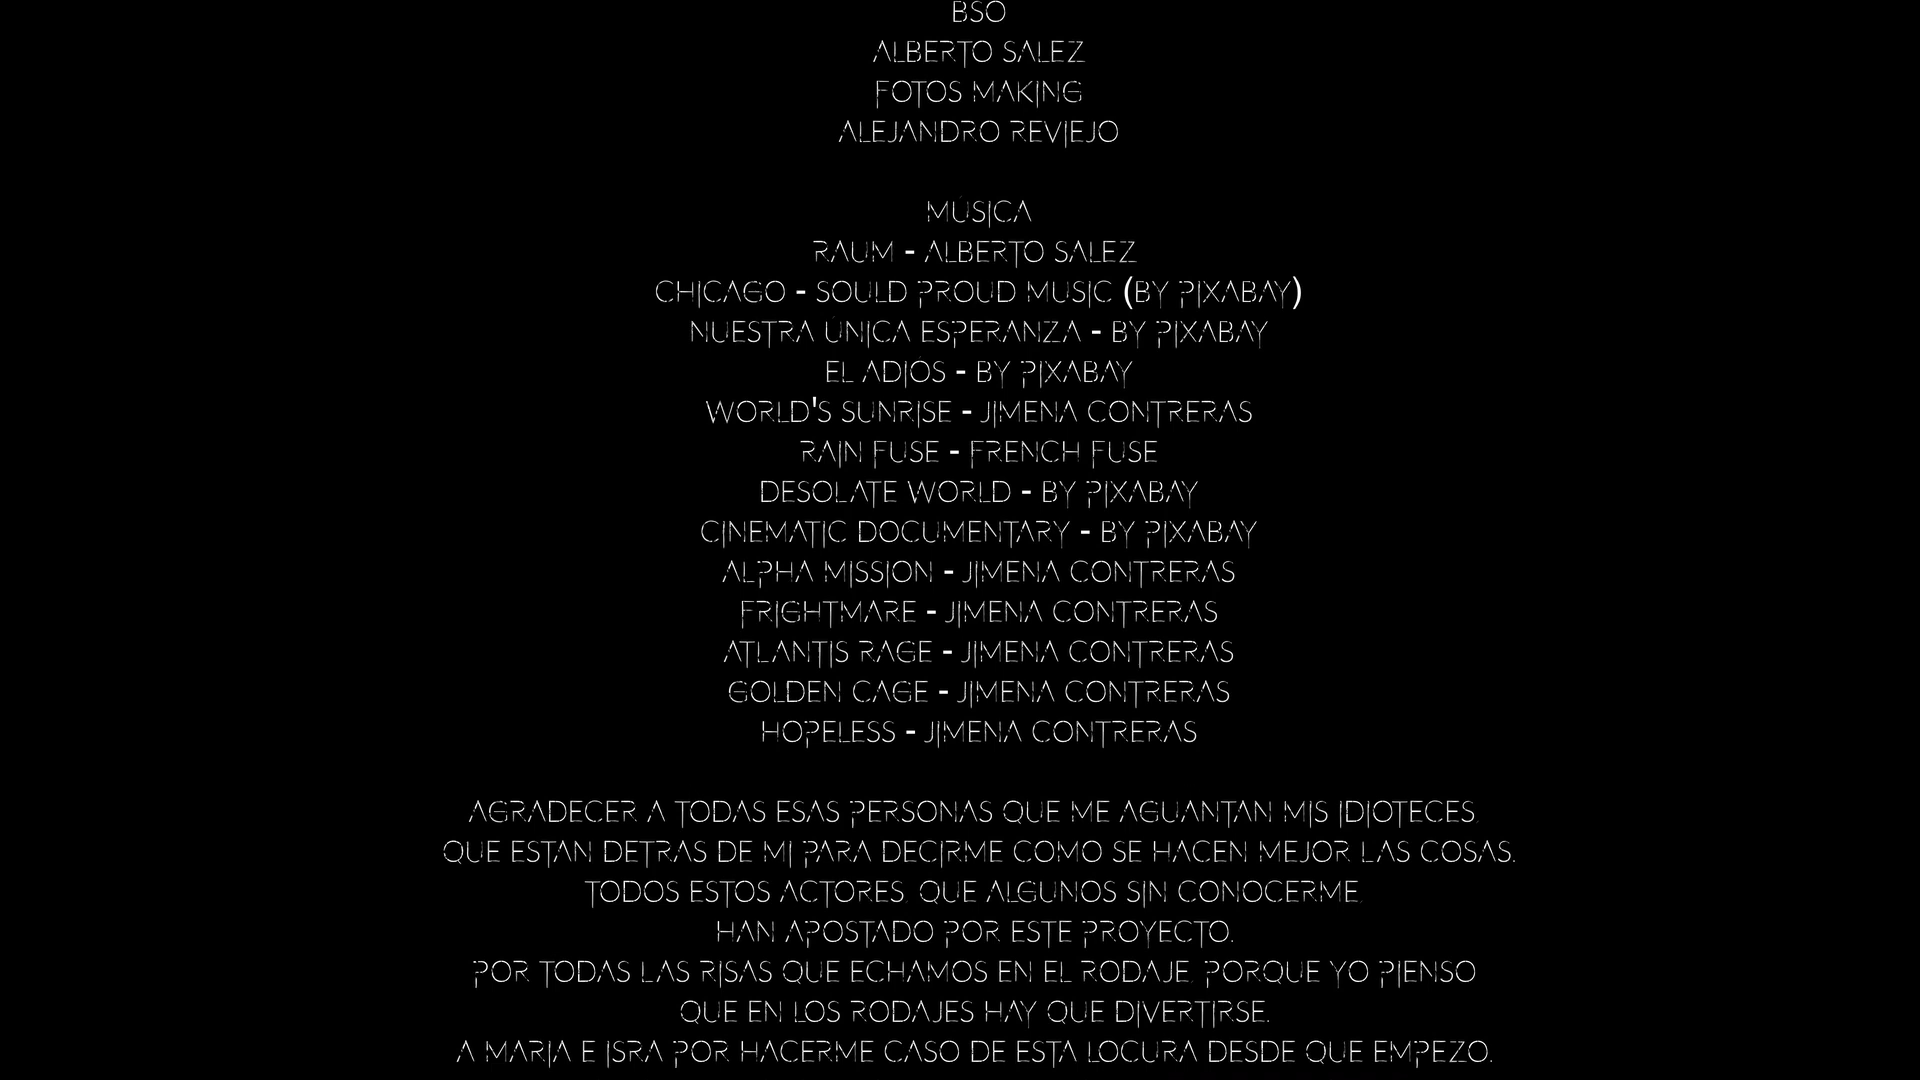 BSO
ALBERTO SALEZ
FOTOS MAKING
ALEJANDRO REVIEJO
MÚSICA
RAUM - ALBERTO SALEZ
CHICAGO - SOULD PROUD MUSIC (BY PIXABAY)
NUESTRA ÚNICA ESPERANZA - BY PIXABAY
EL ADIÓS - BY PIXABAY
WORLD'S SUNRISE - JIMENA CONTRERAS
RAIN FUSE - FRENCH FUSE
DESOLATE WORLD - BY PIXABAY
CINEMATIC DOCUMENTARY - BY PIXABAY
ALPHA MISSION - JIMENA CONTRERAS
FRIGHTMARE - JIMENA CONTRERAS
ATLANTIS RAGE - JIMENA CONTRERAS
GOLDEN CAGE - JIMENA CONTRERAS
HOPELESS - JIMENA CONTRERAS
AGRADECER A TODAS ESAS PERSONAS QUE ME AGUANTAN MIS IDIOTECES,
QUE ESTAN DETRAS DE MI PARA DECIRME COMO SE HACEN MEJOR LAS COSAS.
TODOS ESTOS ACTORES, QUE ALGUNOS SIN CONOCERME,
HAN APOSTADO POR ESTE PROYECTO.
POR TODAS LAS RISAS QUE ECHAMOS EN EL RODAJE, PORQUE YO PIENSO
QUE EN LOS RODAJES HAY QUE DIVERTIRSE.
A MARIA E ISRA POR HACERME CASO DE ESTA LOCURA DESDE QUE EMPEZO.